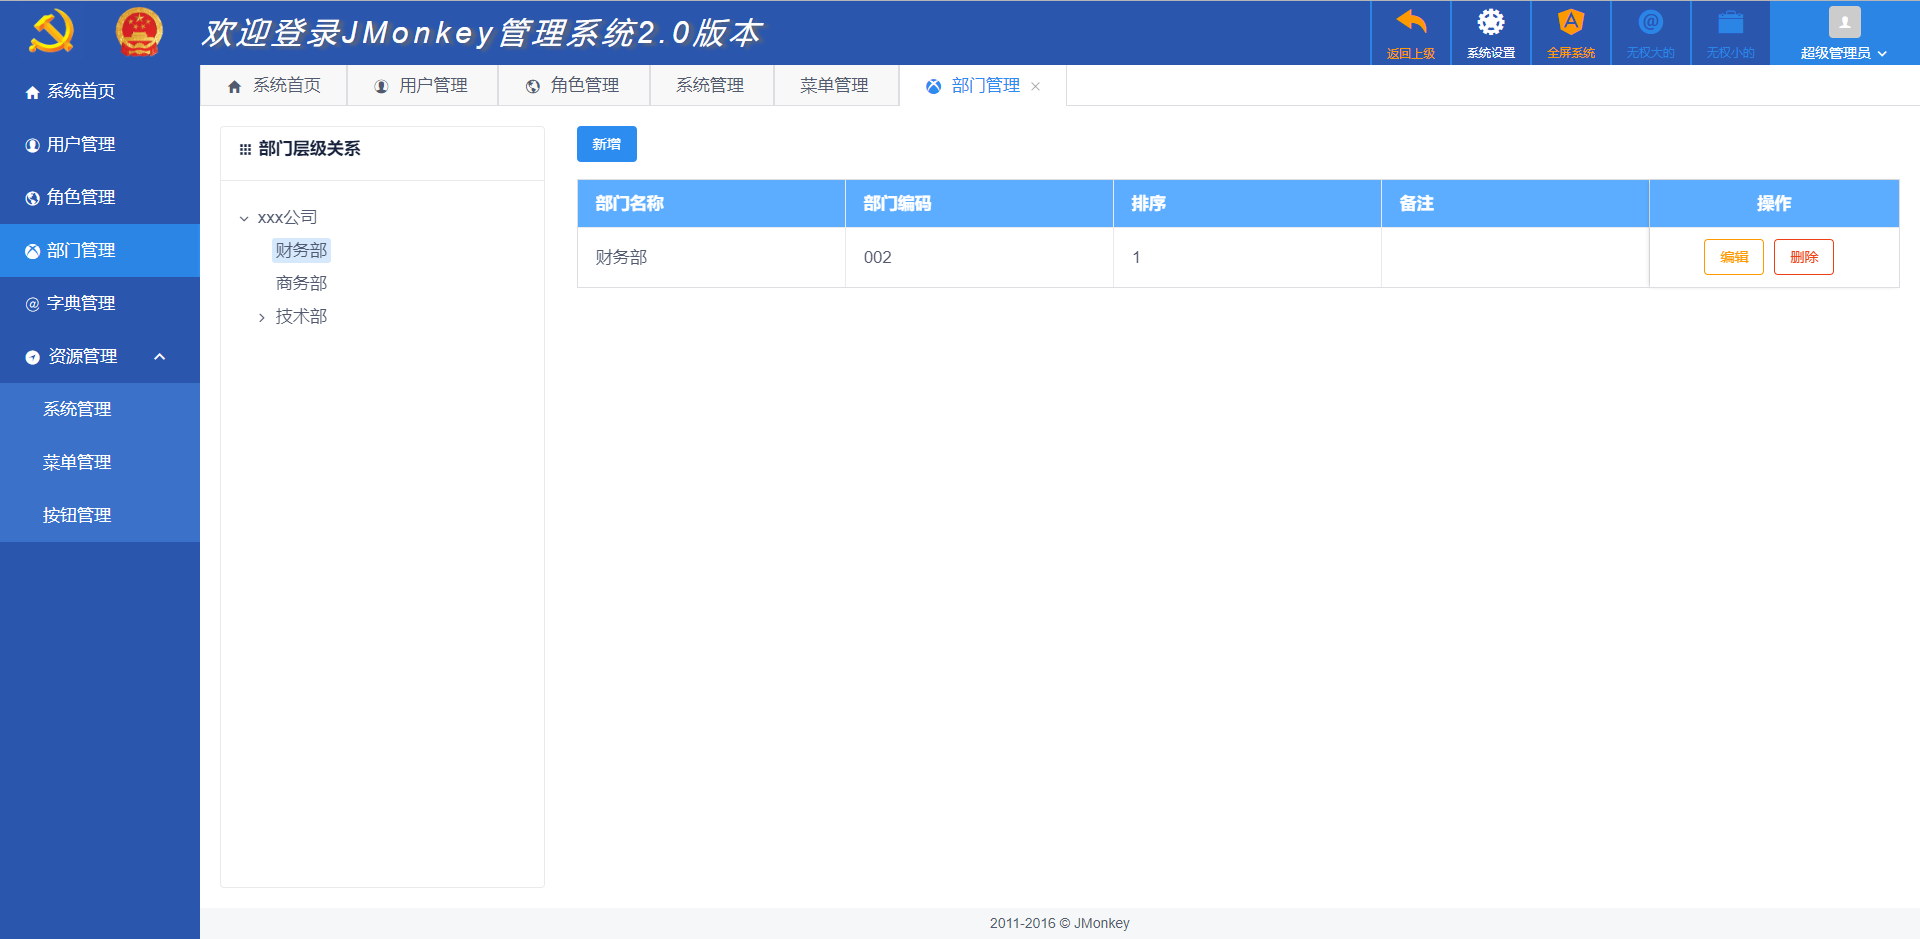 欢迎登录JMonkey管理系统2.0版本
返回上级
系统设置
全屏系统
无权大的
无权小的
超级管理员
系统首页
用户管理
角色管理
部门管理
字典管理
资源管理
系统管理
菜单管理
按钮管理
系统首页 用户管理 角色管理 系统管理 菜单管理 部门管理
部门层级关系
xxx公司
财务部
商务部
技术部
新增
部门名称 部门编码 排序 备注 操作
财务部 002 1 编辑 删除
2011-2016 © JMonkey